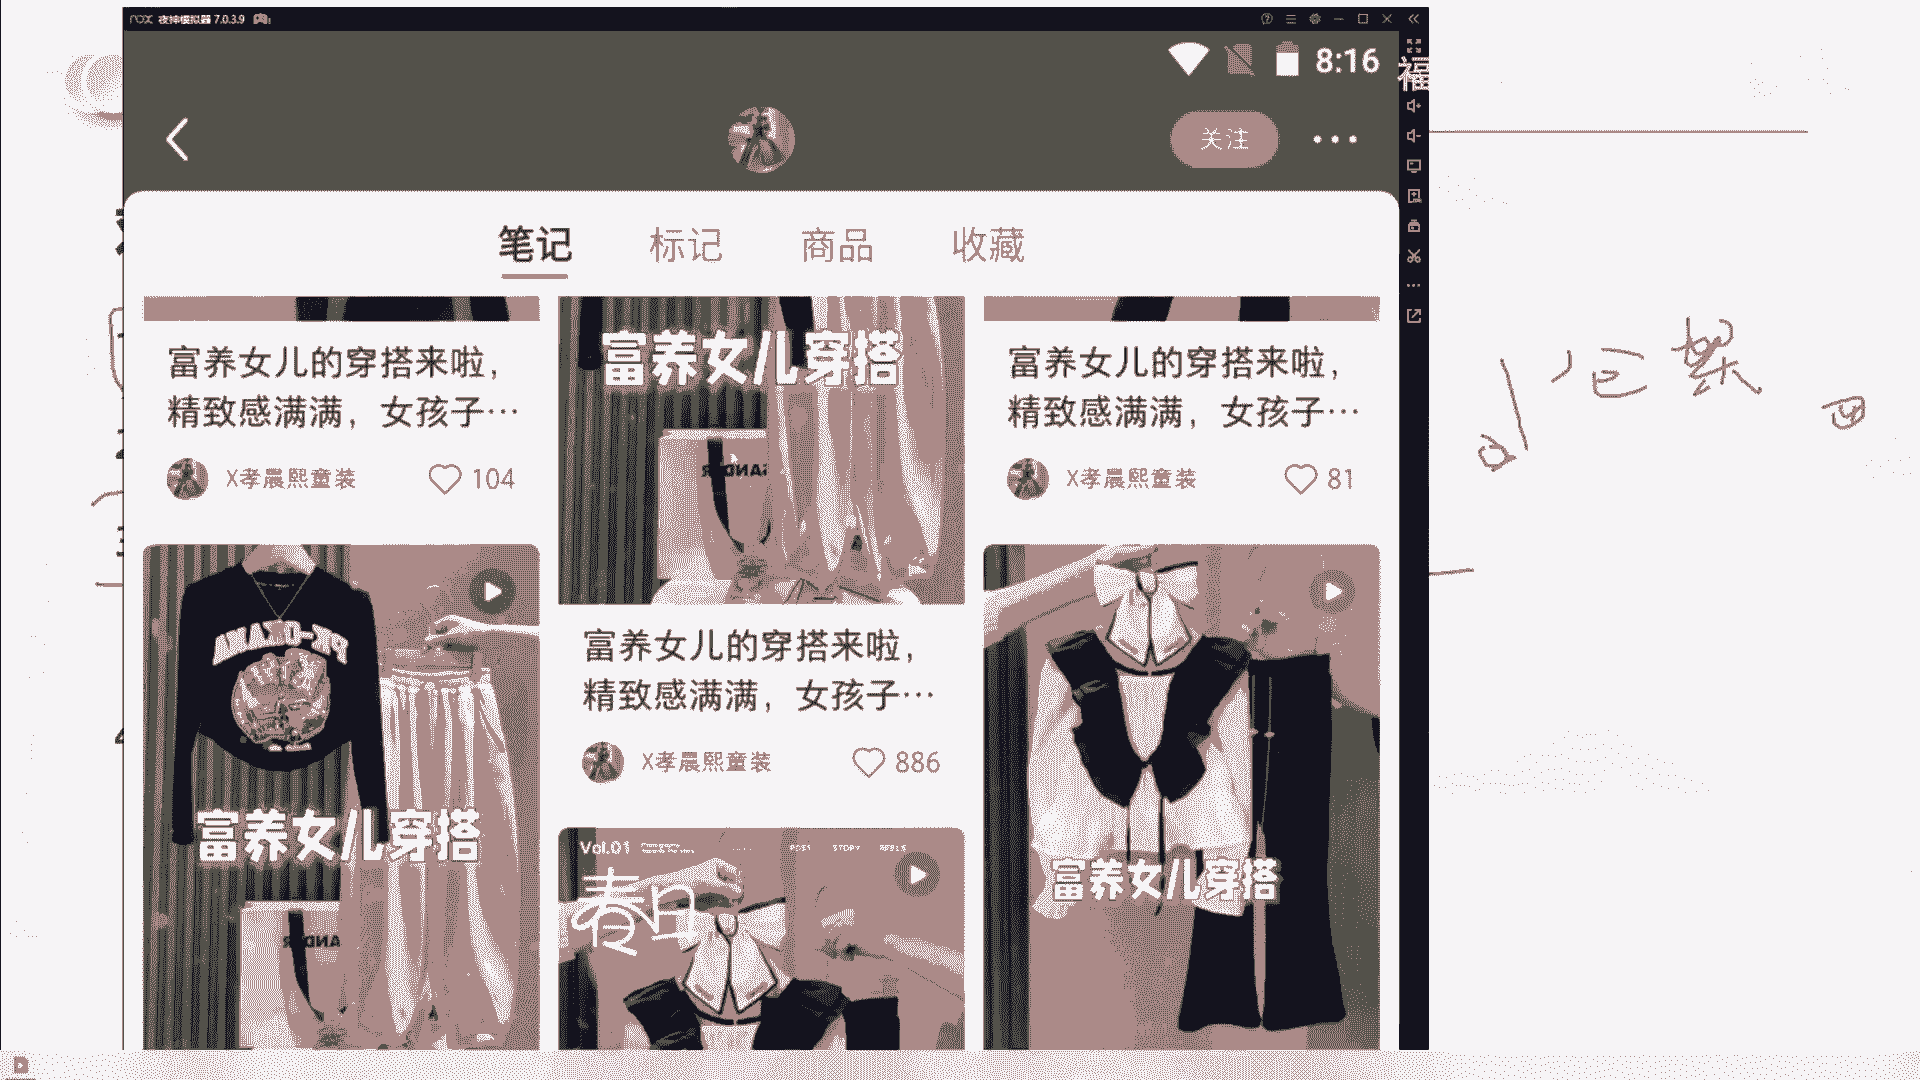 nox 夜神模拟器 7.0.3.9
8:16
福
关注
笔记 标记 商品 收藏
富养女儿的穿搭来啦，
精致感满满，女孩子…
X孝晨熙童装 104
富养女儿穿搭
富养女儿的穿搭来啦，
精致感满满，女孩子…
X孝晨熙童装 81
富养女儿穿搭
富养女儿的穿搭来啦，
精致感满满，女孩子…
X孝晨熙童装 886
Vol.01
POST STORY REELS
春日
富养女儿穿搭